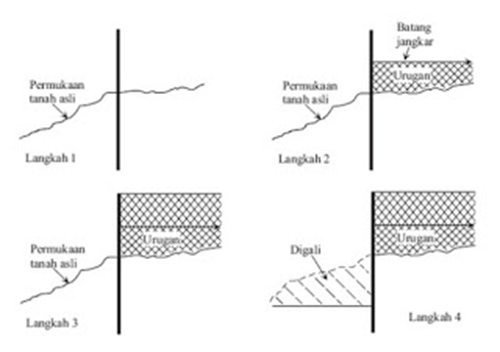 Permukaan
tanah asli
Langkah 1
Batang
jangkar
Urugan
Permukaan
tanah asli
Langkah 2
Urugan
Permukaan
tanah asli
Langkah 3
Urugan
Digali
Langkah 4